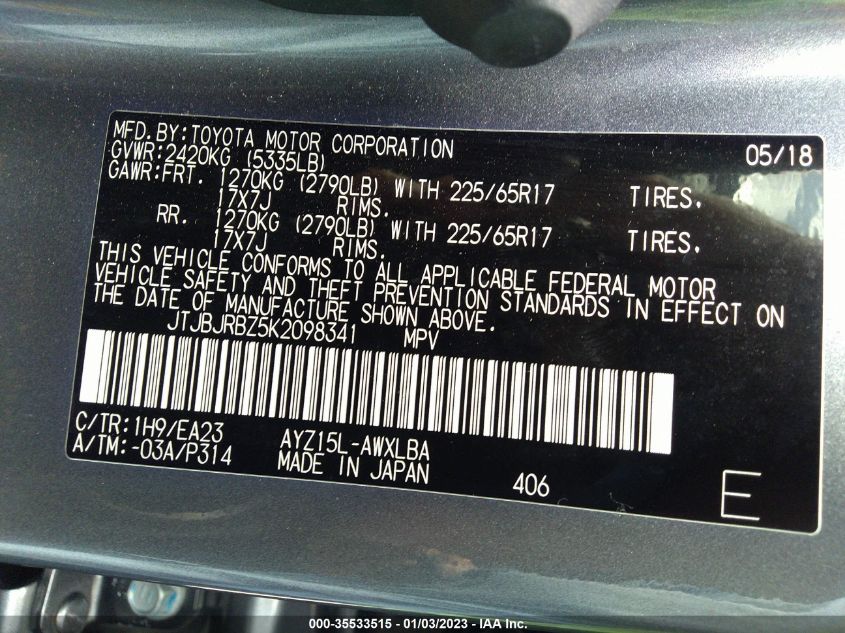 MFD.BY:TOYOTA MOTOR CORPORATION 05/18
GVWR:2420KG (5335LB)
GAWR:FRT. 1270KG (2790LB) WITH 225/65R17 TIRES.
17X7J RIMS.
RR. 1270KG (2790LB) WITH 225/65R17 TIRES.
17X7J RIMS.
THIS VEHICLE CONFORMS TO ALL APPLICABLE FEDERAL MOTOR
VEHICLE SAFETY AND THEFT PREVENTION STANDARDS IN EFFECT ON
THE DATE OF MANUFACTURE SHOWN ABOVE.
JTJBJRBZ5K2098341 MPV
C/TR:1H9/EA23 AYZ15L-AWXLBA
A/TM:-03A/P314 MADE IN JAPAN 406 E
000-35533515 - 01/03/2023 - IAA Inc.